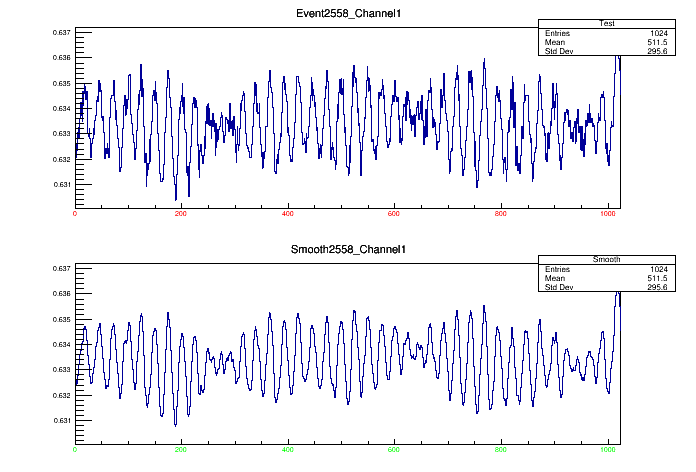 Event2558_Channel1
Test
Entries 1024
Mean 511.5
Std Dev 295.6
0.637
0.636
0.635
0.634
0.633
0.632
0.631
0 200 400 600 800 1000
Smooth2558_Channel1
Smooth
Entries 1024
Mean 511.5
Std Dev 295.6
0.637
0.636
0.635
0.634
0.633
0.632
0.631
0 200 400 600 800 1000